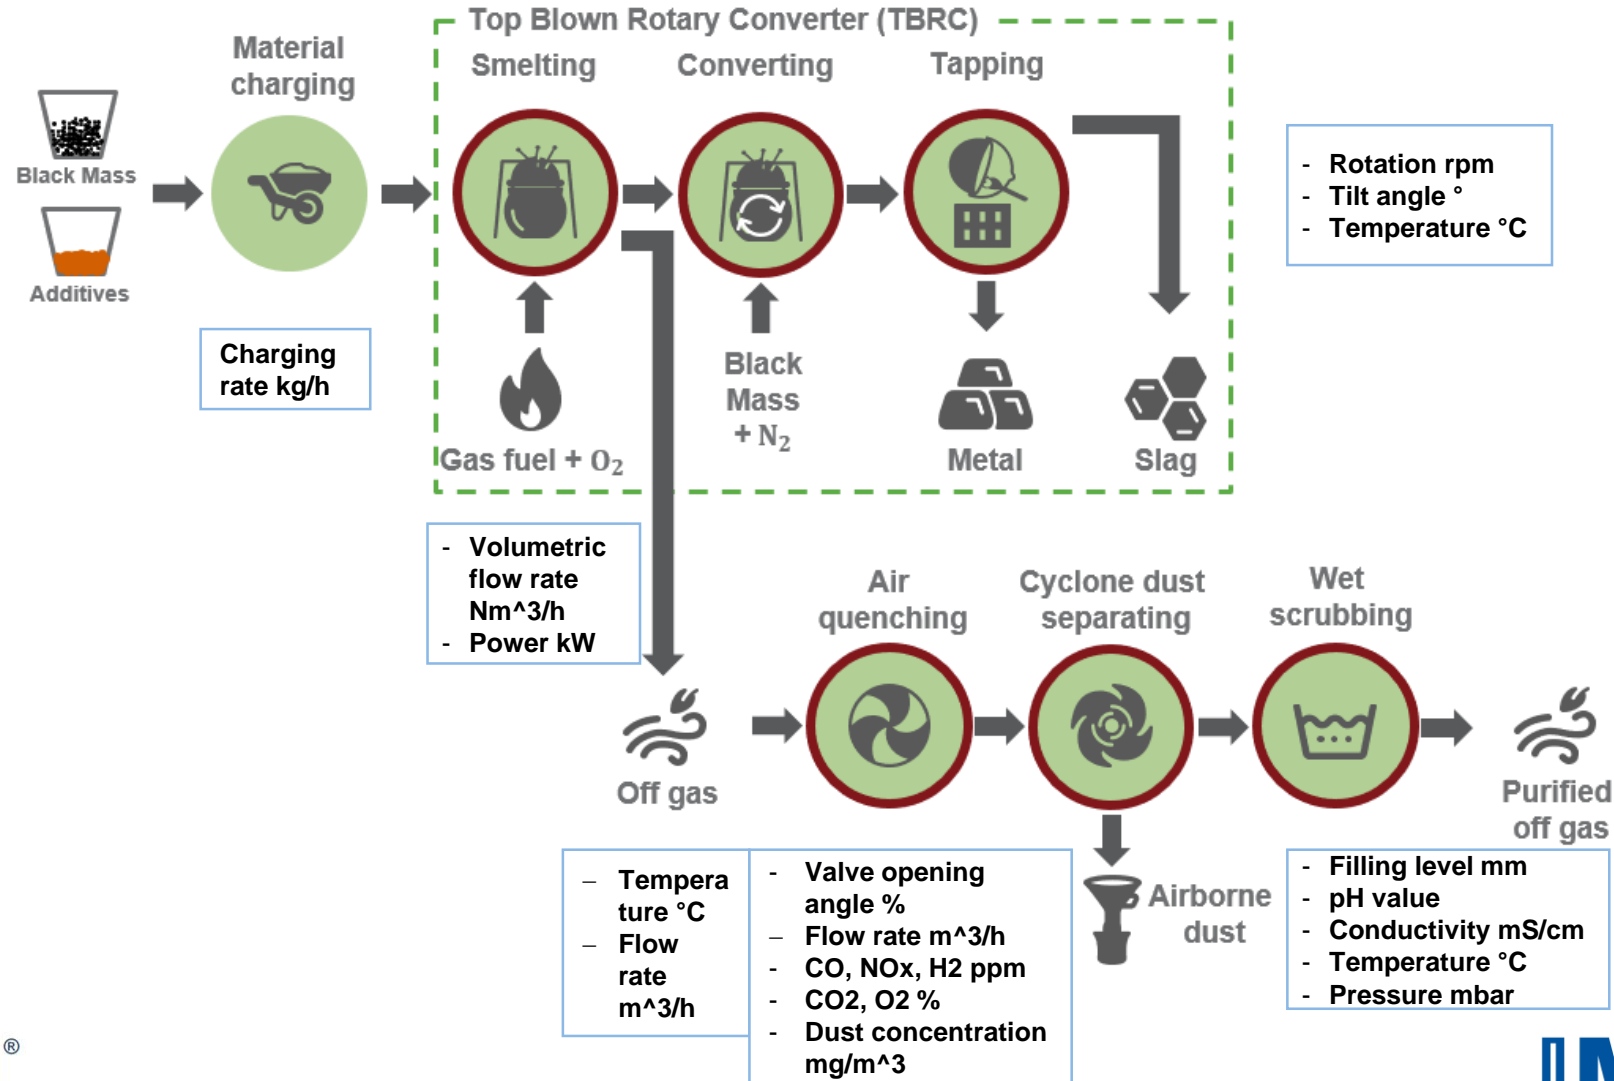 Top Blown Rotary Converter (TBRC)
Material
charging
Smelting
Converting
Tapping
Black Mass
Additives
- Rotation rpm
- Tilt angle °
- Temperature °C
Charging
rate kg/h
Black
Mass
+ N₂
Gas fuel + O₂
Metal
Slag
- Volumetric
flow rate
Nm^3/h
- Power kW
Air
quenching
Cyclone dust
separating
Wet
scrubbing
Off gas
Purified
off gas
– Tempera
ture °C
– Flow
rate
m^3/h
- Valve opening
angle %
– Flow rate m^3/h
- CO, NOx, H2 ppm
- CO2, O2 %
- Dust concentration
mg/m^3
Airborne
dust
- Filling level mm
- pH value
- Conductivity mS/cm
- Temperature °C
- Pressure mbar
®